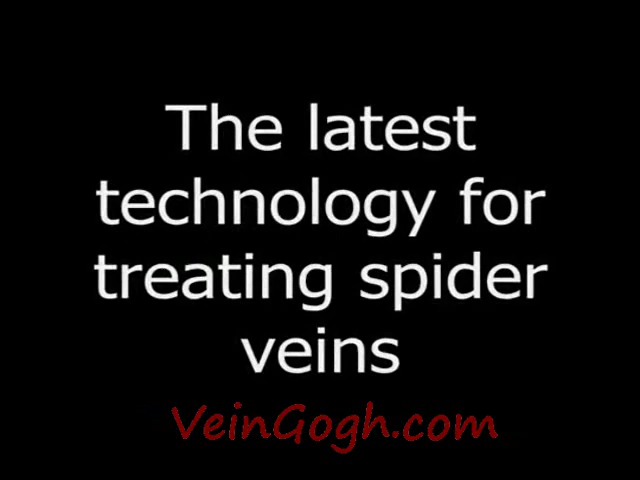 The latest
technology for
treating spider
veins
VeinGogh.com